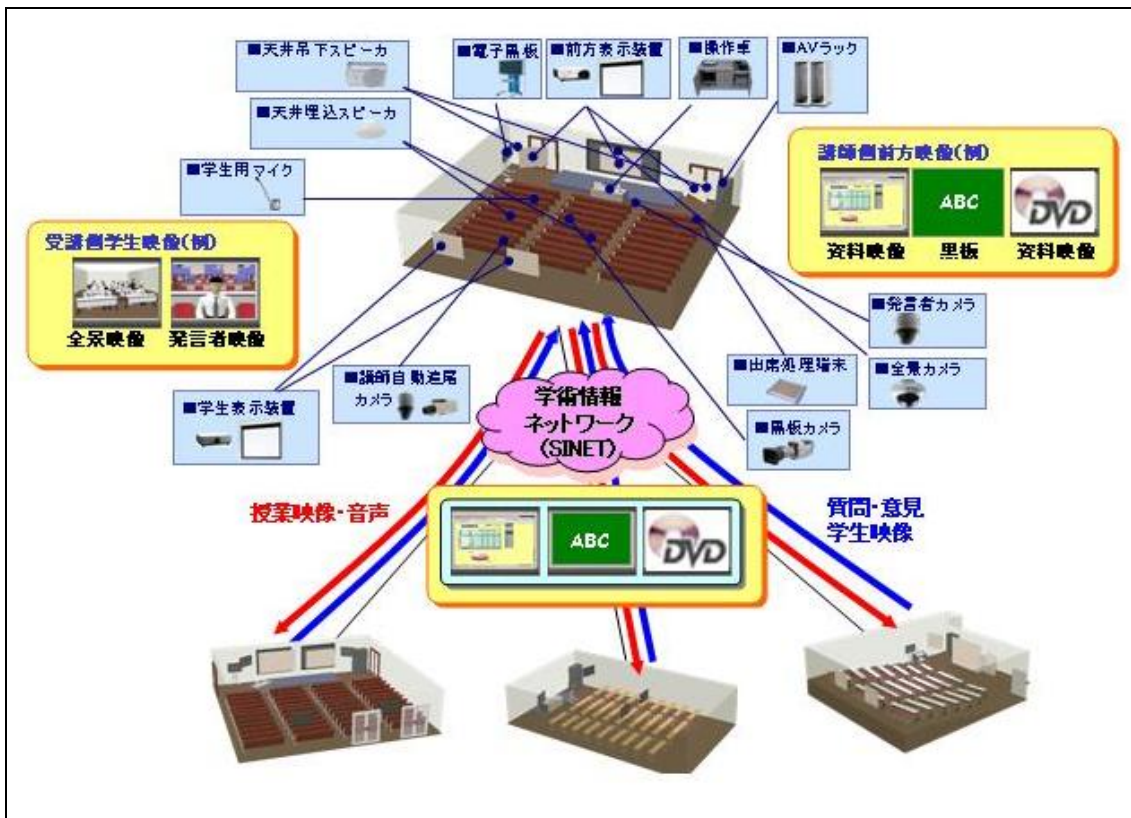 ■天井吊下スピーカ
■電子黒板
■前方表示装置
■操作卓
■AVラック
■天井埋込スピーカ
■学生用マイク
講師側前方映像(例)
ABC
DVD
資料映像
黒板
資料映像
受講側学生映像(例)
全景映像
発言者映像
■発言者カメラ
■講師自動追尾
カメラ
■出席処理端末
■全景カメラ
■学生表示装置
■黒板カメラ
学術情報
ネットワーク
(SINET)
授業映像・音声
質問・意見
学生映像
ABC
DVD